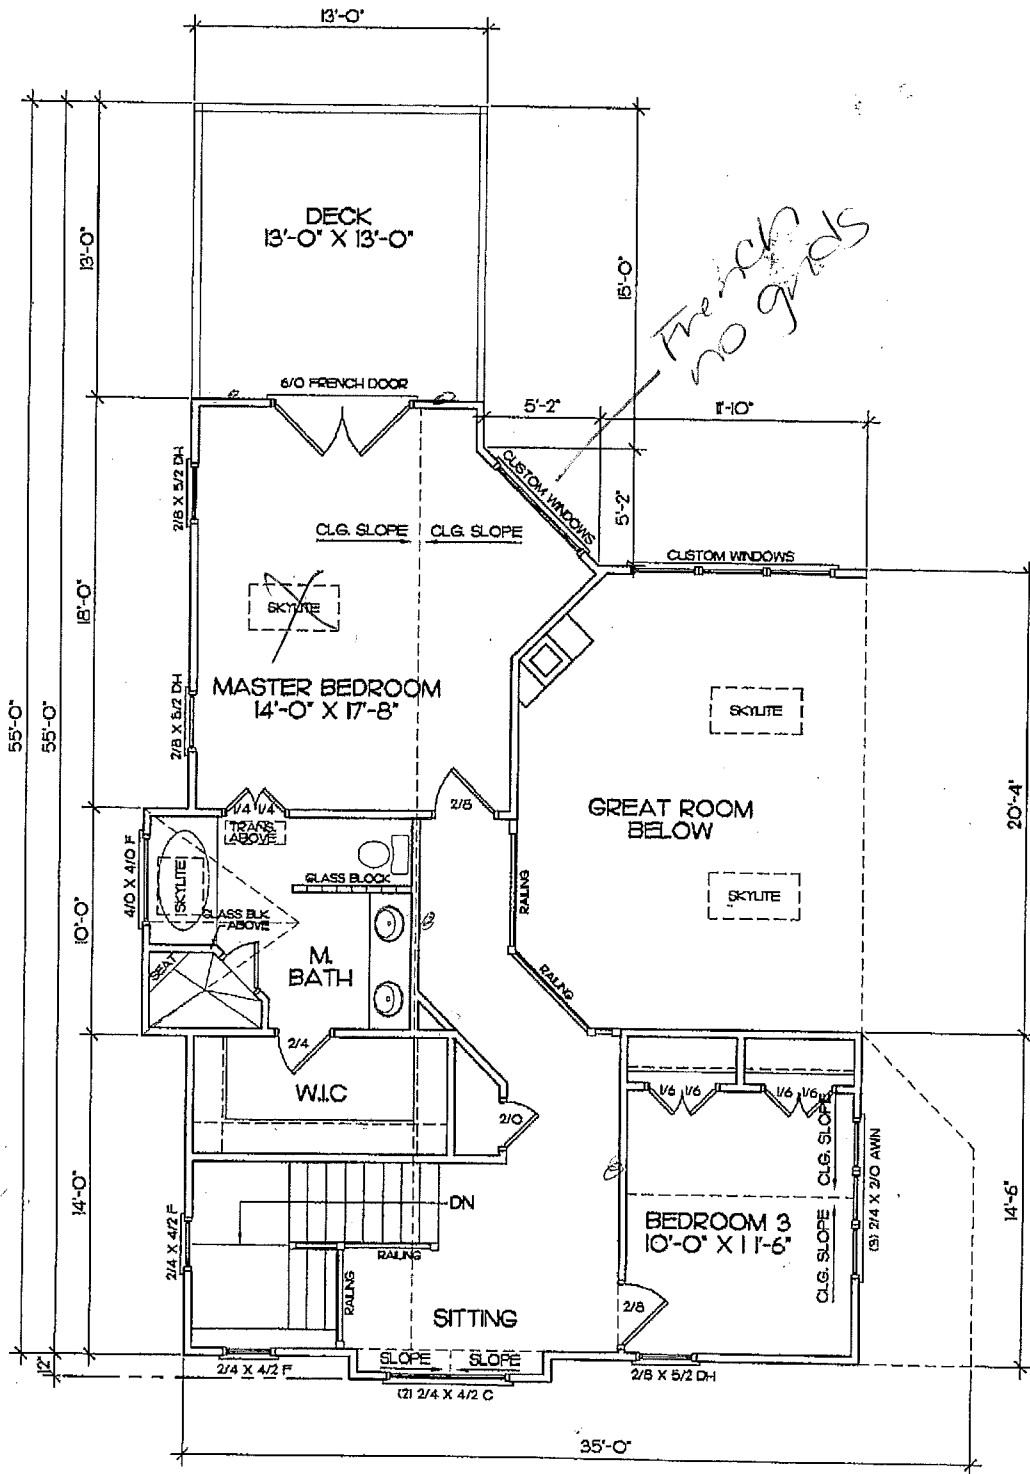 13'-0"
DECK
13'-0" X 13'-0"
13'-0"
15'-0"
French
no grids
6/0 FRENCH DOOR
5'-2"
11'-10"
CUSTOM WINDOWS
5'-2"
CUSTOM WINDOWS
2/8 X 5/2 DH
CLG. SLOPE
CLG. SLOPE
SKYLITE
18'-0"
MASTER BEDROOM
14'-0" X 17'-8"
2/8 X 5/2 DH
SKYLITE
55'-0"
55'-0"
1/4 1/4
2/8
TRANS.
ABOVE
GREAT ROOM
BELOW
20'-4"
4/0 X 4/0 F
SKYLITE
GLASS BLOCK
RAILING
SKYLITE
GLASS BLK.
ABOVE
10'-0"
M.
BATH
SEAT
RAILING
2/4
W.I.C
2/0
1/6 1/6
1/6 1/6
CLG. SLOPE
(3) 2/4 X 2/0 AWN
14'-0"
DN
BEDROOM 3
10'-0" X 11'-6"
CLG. SLOPE
14'-6"
2/4 X 4/2 F
RAILING
RAILING
SITTING
2/8
12"
2/4 X 4/2 F
SLOPE
SLOPE
(2) 2/4 X 4/2 C
2/8 X 5/2 DH
35'-0"